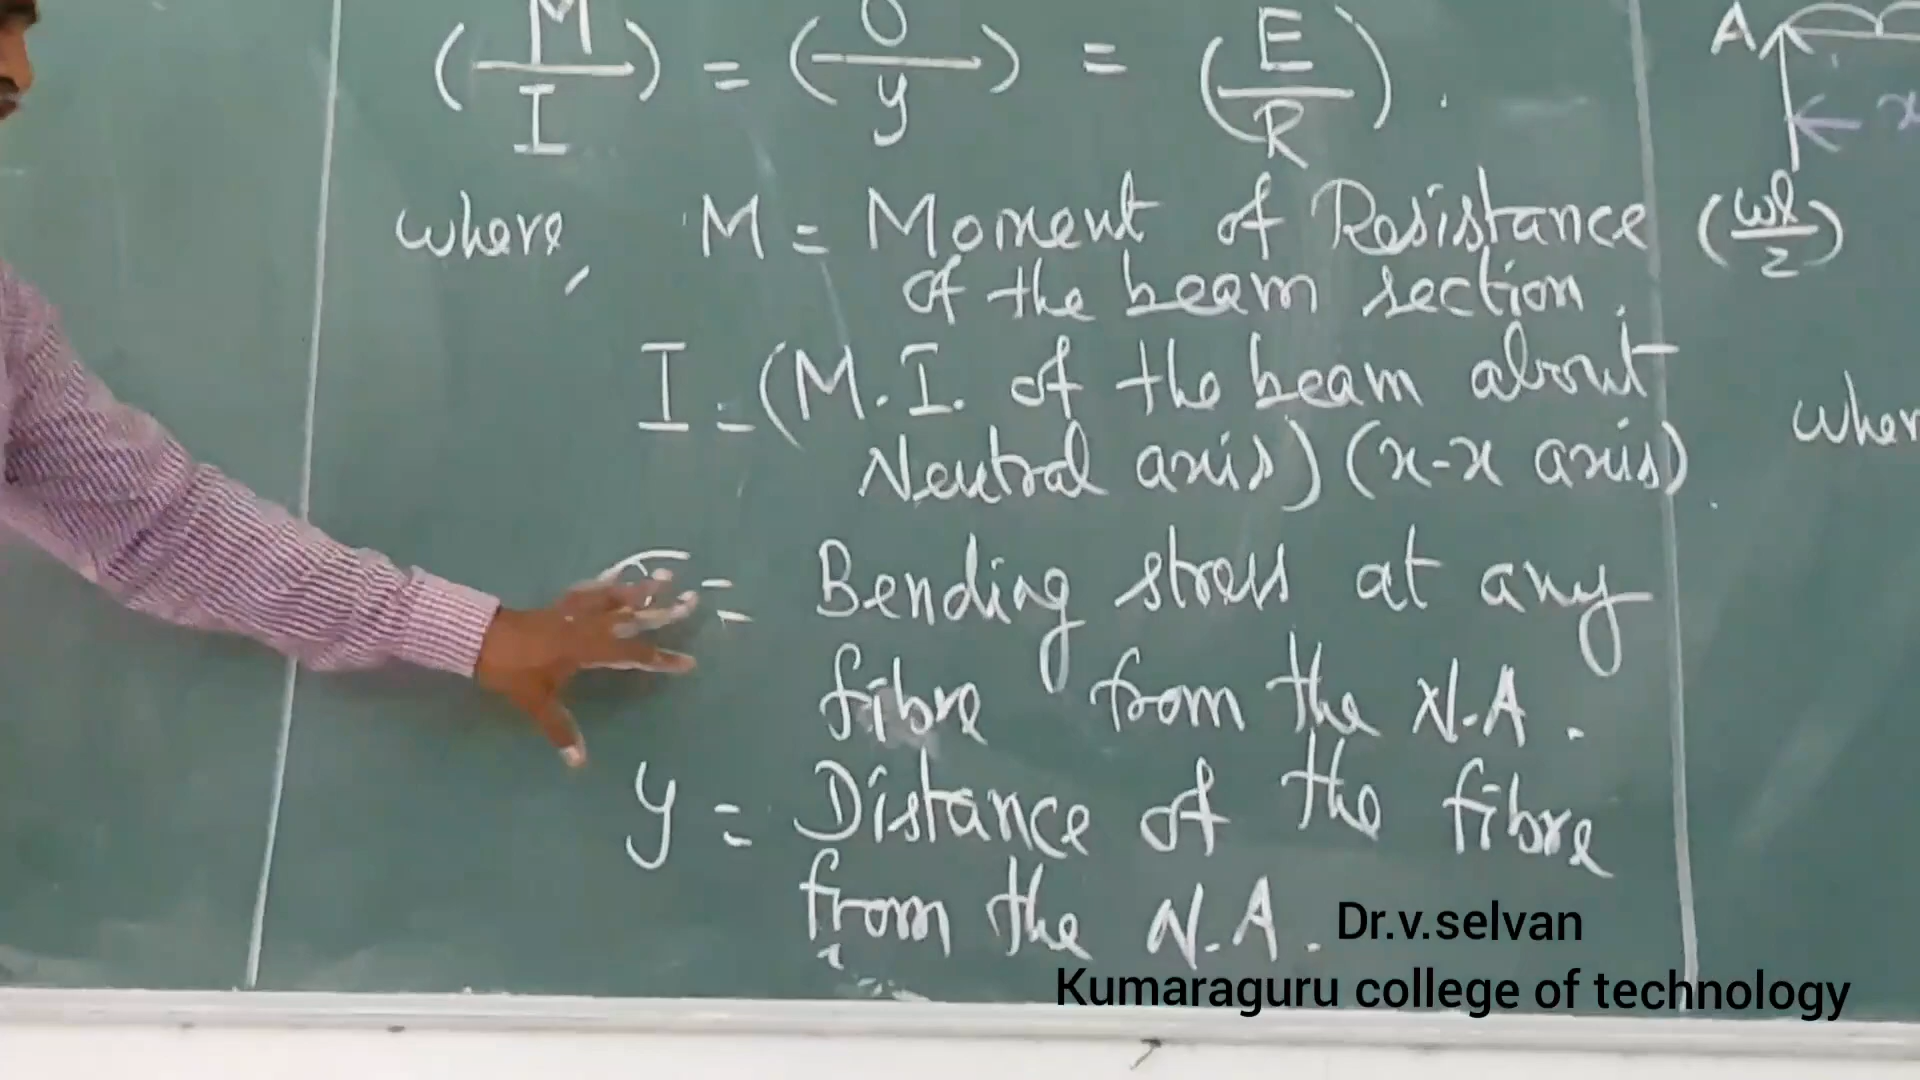 (M/I) = (σ/y) = (E/R).
where, M = Moment of Resistance
of the beam section.
I = (M.I. of the beam about
Neutral axis) (x-x axis).
= Bending stress at any
fibre from the N.A.
y = Distance of the fibre
from the N.A.
A
x
(wl/2)
wher
Dr.v.selvan
Kumaraguru college of technology